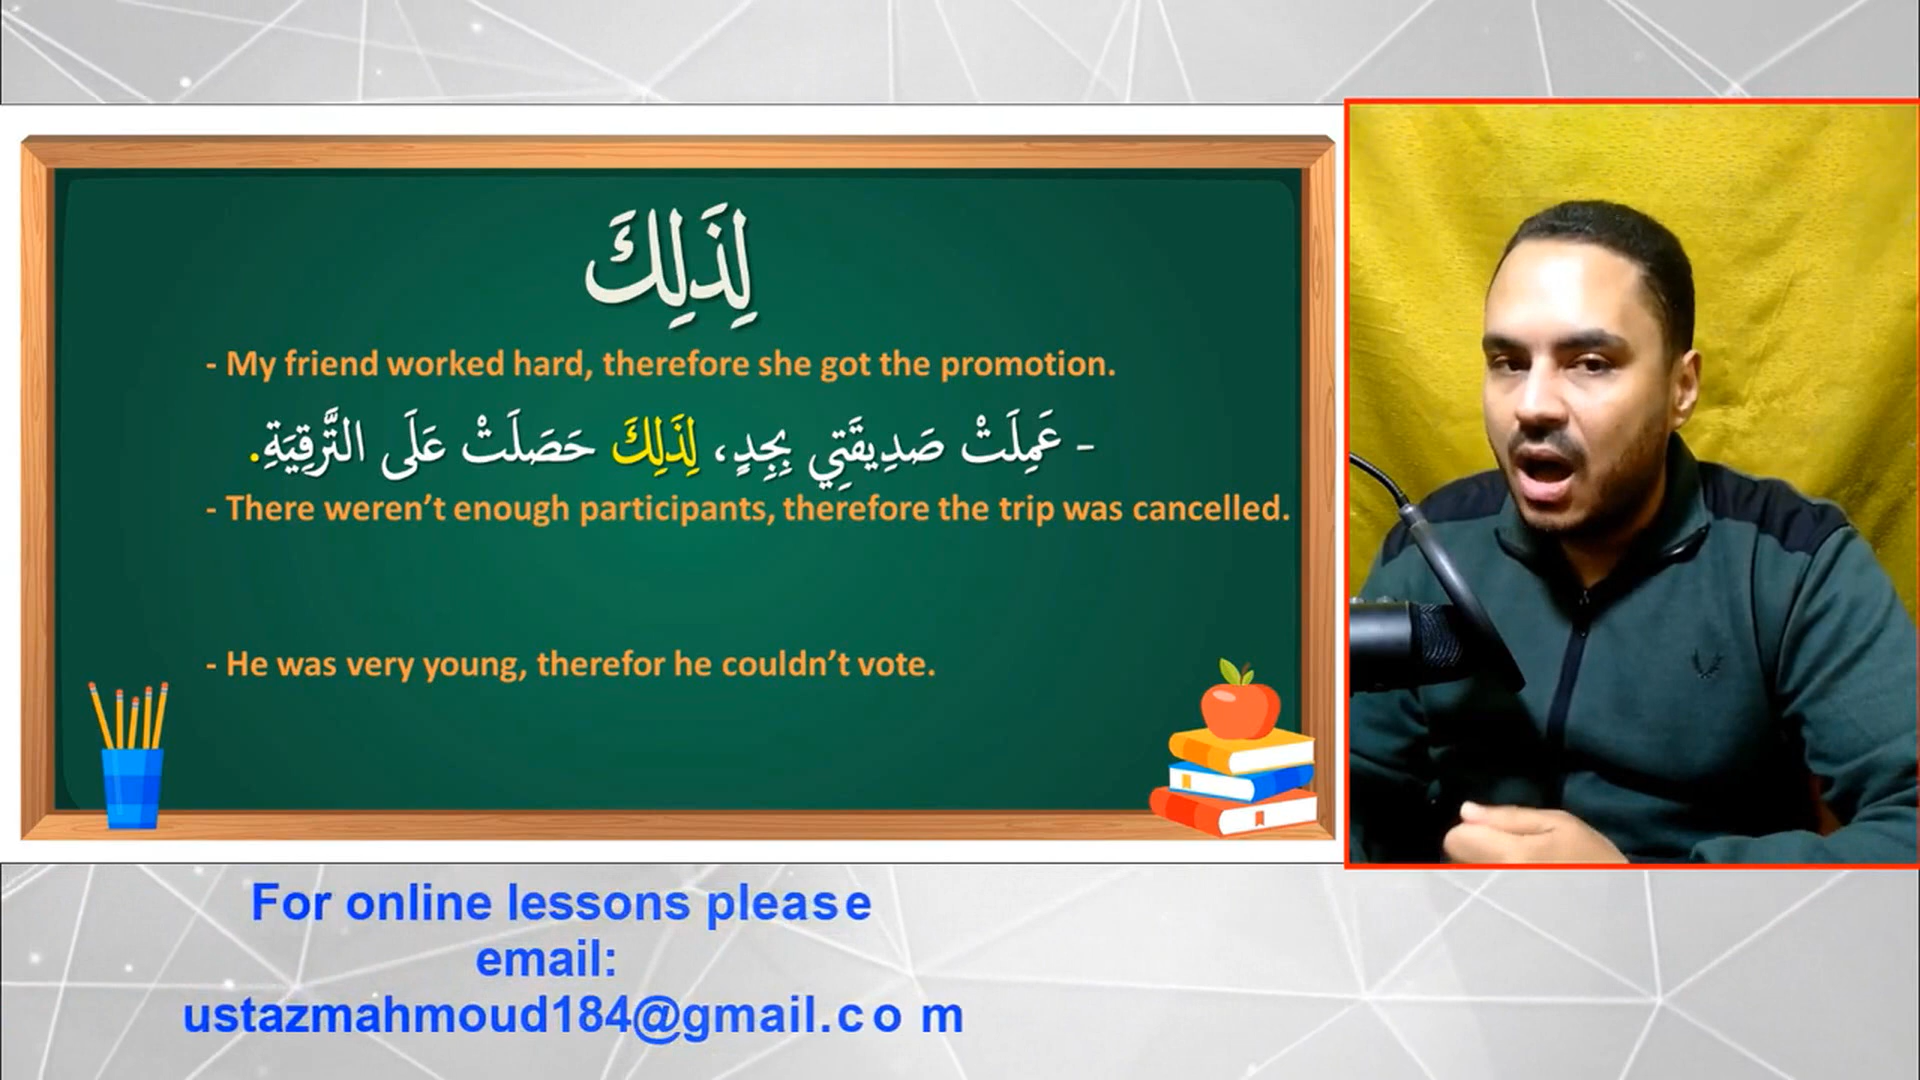 لِذَلِكَ
- My friend worked hard, therefore she got the promotion.
- عَمِلَتْ صَدِيقَتِي بِجِدٍ، لِذَلِكَ حَصَلَتْ عَلَى التَّرقِيَةِ.
- There weren’t enough participants, therefore the trip was cancelled.
- He was very young, therefor he couldn’t vote.
For online lessons please
email:
ustazmahmoud184@gmail.co m